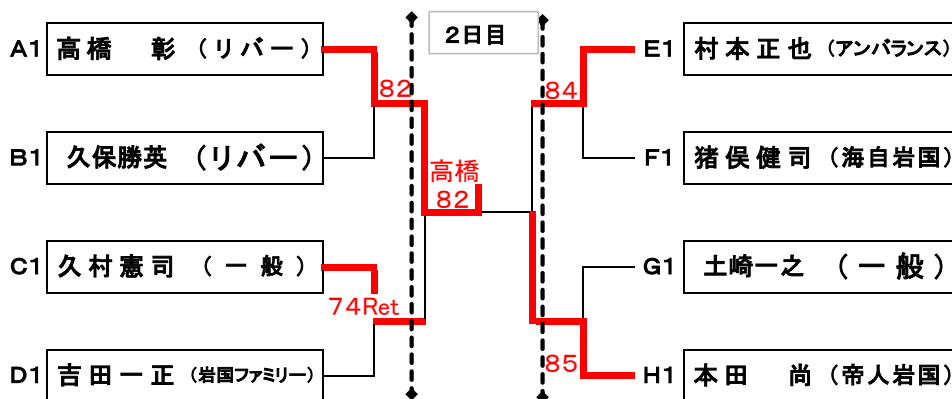 2日目
A1 高橋 彰 (リバー)
82
B1 久保勝英 (リバー)
高橋
82
C1 久村憲司 (一般)
74Ret
D1 吉田一正 (岩国ファミリー)
E1 村本正也 (アンバランス)
84
F1 猪俣健司 (海自岩国)
G1 土崎一之 (一般)
85
H1 本田 尚 (帝人岩国)